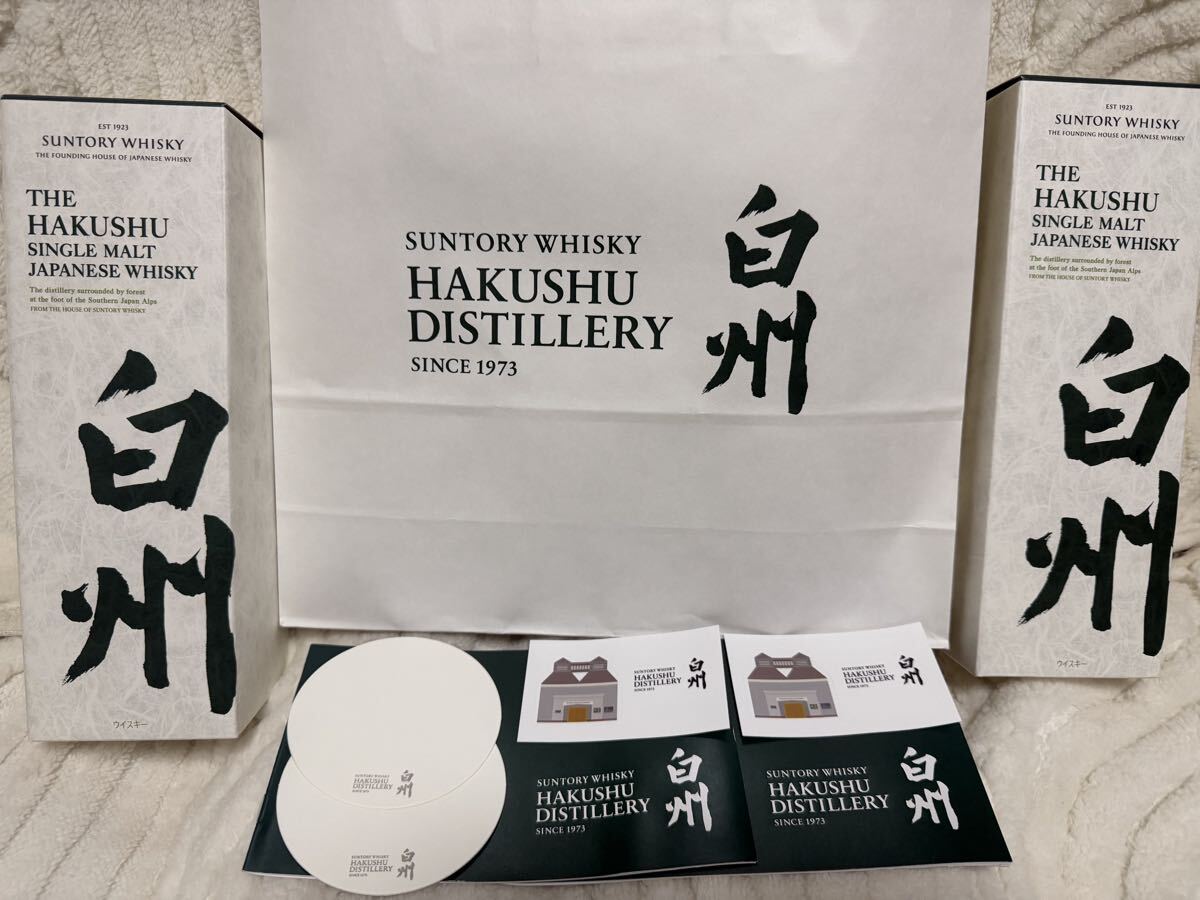 EST 1923
SUNTORY WHISKY
THE FOUNDING HOUSE OF JAPANESE WHISKY
THE
HAKUSHU
SINGLE MALT
JAPANESE WHISKY
The distillery surrounded by forest
at the foot of the Southern Japan Alps
FROM THE HOUSE OF SUNTORY WHISKY
白州
ウイスキー
SUNTORY WHISKY
HAKUSHU
DISTILLERY
SINCE 1973
白州
EST 1923
SUNTORY WHISKY
THE FOUNDING HOUSE OF JAPANESE WHISKY
THE
HAKUSHU
SINGLE MALT
JAPANESE WHISKY
The distillery surrounded by forest
at the foot of the Southern Japan Alps
FROM THE HOUSE OF SUNTORY WHISKY
白州
ウイスキー
SUNTORY WHISKY
HAKUSHU
DISTILLERY
SINCE 1973
白州
SUNTORY WHISKY
HAKUSHU
DISTILLERY
SINCE 1973
白州
SUNTORY WHISKY
HAKUSHU
DISTILLERY
SINCE 1973
白州
SUNTORY WHISKY
HAKUSHU
DISTILLERY
SINCE 1973
白州
SUNTORY WHISKY
HAKUSHU
DISTILLERY
SINCE 1973
白州
SUNTORY WHISKY
HAKUSHU
DISTILLERY
SINCE 1973
白州